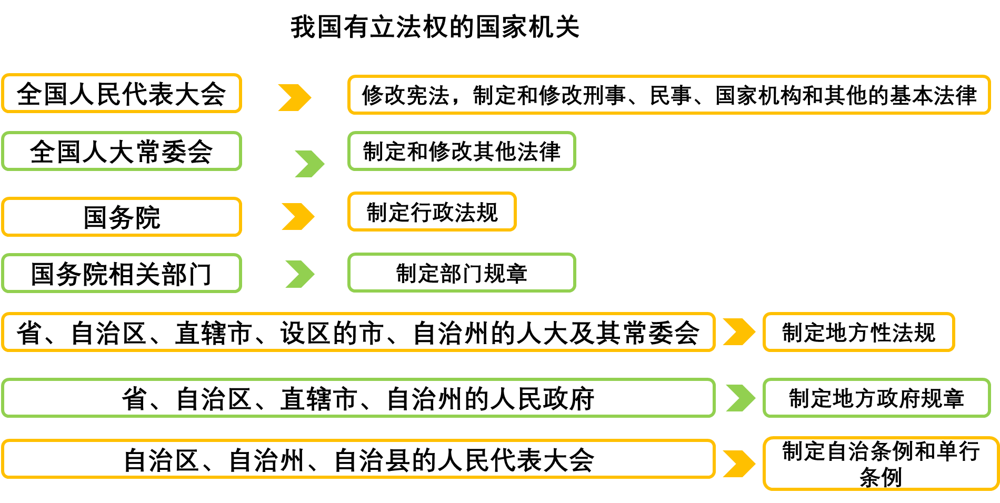 我国有立法权的国家机关
全国人民代表大会
修改宪法，制定和修改刑事、民事、国家机构和其他的基本法律
全国人大常委会
制定和修改其他法律
国务院
制定行政法规
国务院相关部门
制定部门规章
省、自治区、直辖市、设区的市、自治州的人大及其常委会
制定地方性法规
省、自治区、直辖市、自治州的人民政府
制定地方政府规章
自治区、自治州、自治县的人民代表大会
制定自治条例和单行
条例